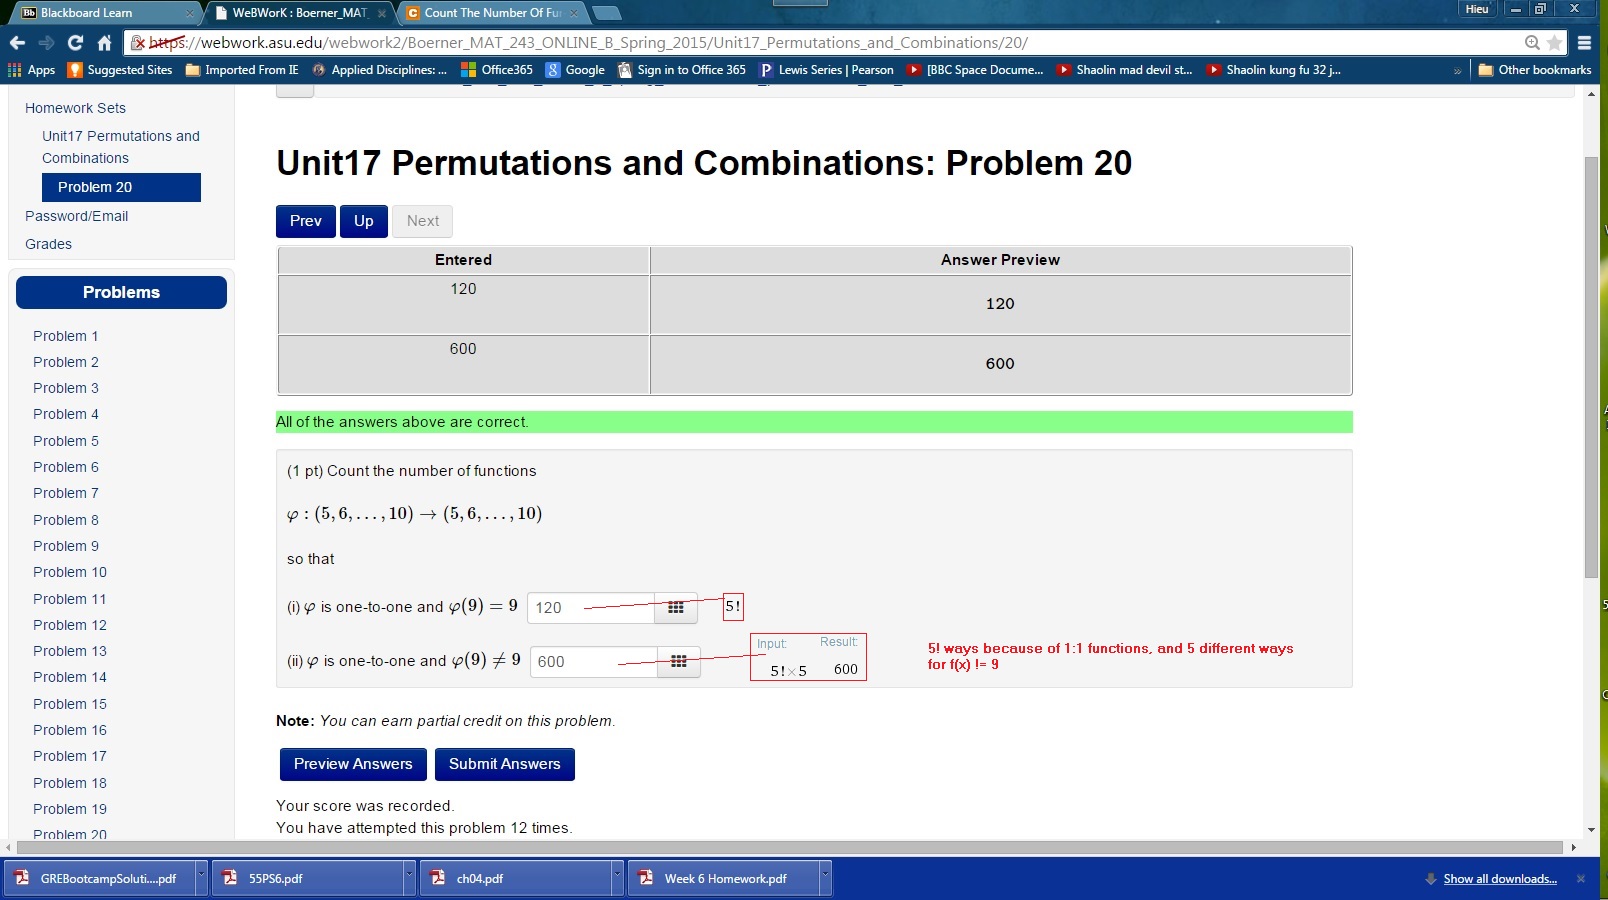 Blackboard Learn
WeBWorK : Boerner_MAT_
Count The Number Of Fu
Hieu
https://webwork.asu.edu/webwork2/Boerner_MAT_243_ONLINE_B_Spring_2015/Unit17_Permutations_and_Combinations/20/
Apps Suggested Sites Imported From IE Applied Disciplines: ... Office365 Google Sign in to Office 365 Lewis Series | Pearson [BBC Space Docume... Shaolin mad devil st... Shaolin kung fu 32 j... » Other bookmarks
Homework Sets
Unit17 Permutations and
Combinations
Problem 20
Password/Email
Grades
Problems
Problem 1
Problem 2
Problem 3
Problem 4
Problem 5
Problem 6
Problem 7
Problem 8
Problem 9
Problem 10
Problem 11
Problem 12
Problem 13
Problem 14
Problem 15
Problem 16
Problem 17
Problem 18
Problem 19
Problem 20
Unit17 Permutations and Combinations: Problem 20
Prev Up Next
Entered Answer Preview
120 120
600 600
All of the answers above are correct.
(1 pt) Count the number of functions
φ : (5, 6, . . . , 10) → (5, 6, . . . , 10)
so that
(i) φ is one-to-one and φ(9) = 9 120 5!
(ii) φ is one-to-one and φ(9) ≠ 9 600
Input: Result:
5!×5 600
5! ways because of 1:1 functions, and 5 different ways
for f(x) != 9
Note: You can earn partial credit on this problem.
Preview Answers Submit Answers
Your score was recorded.
You have attempted this problem 12 times.
GREBootcampSoluti....pdf 55PS6.pdf ch04.pdf Week 6 Homework.pdf Show all downloads...